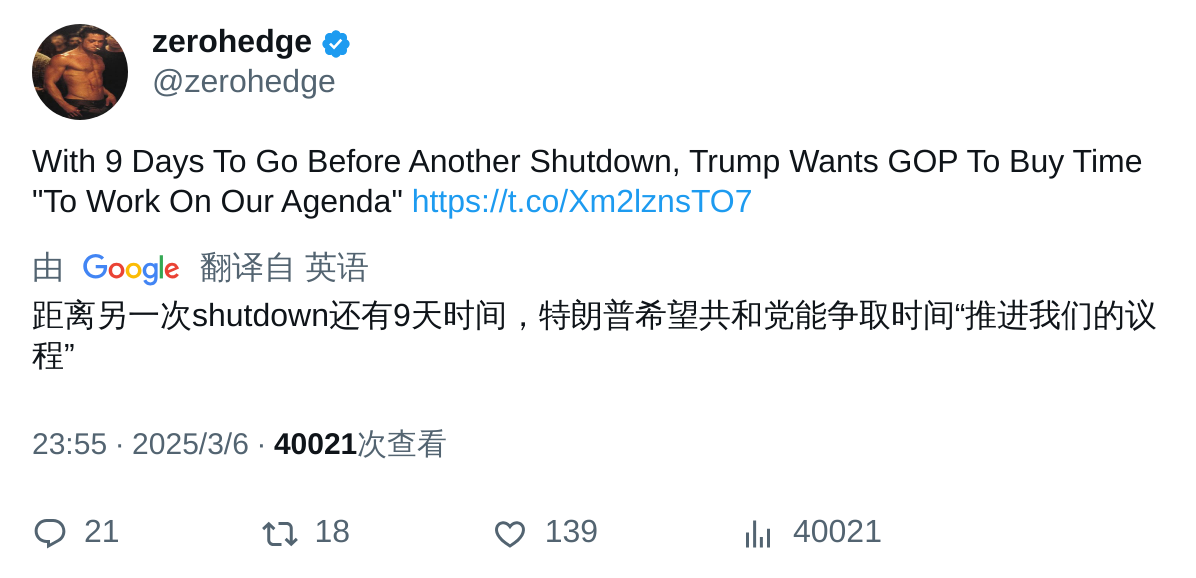 zerohedge
@zerohedge
With 9 Days To Go Before Another Shutdown, Trump Wants GOP To Buy Time
"To Work On Our Agenda" https://t.co/Xm2lznsTO7
由 Google 翻译自 英语
距离另一次shutdown还有9天时间，特朗普希望共和党能争取时间“推进我们的议
程”
23:55 · 2025/3/6 · 40021次查看
21 18 139 40021